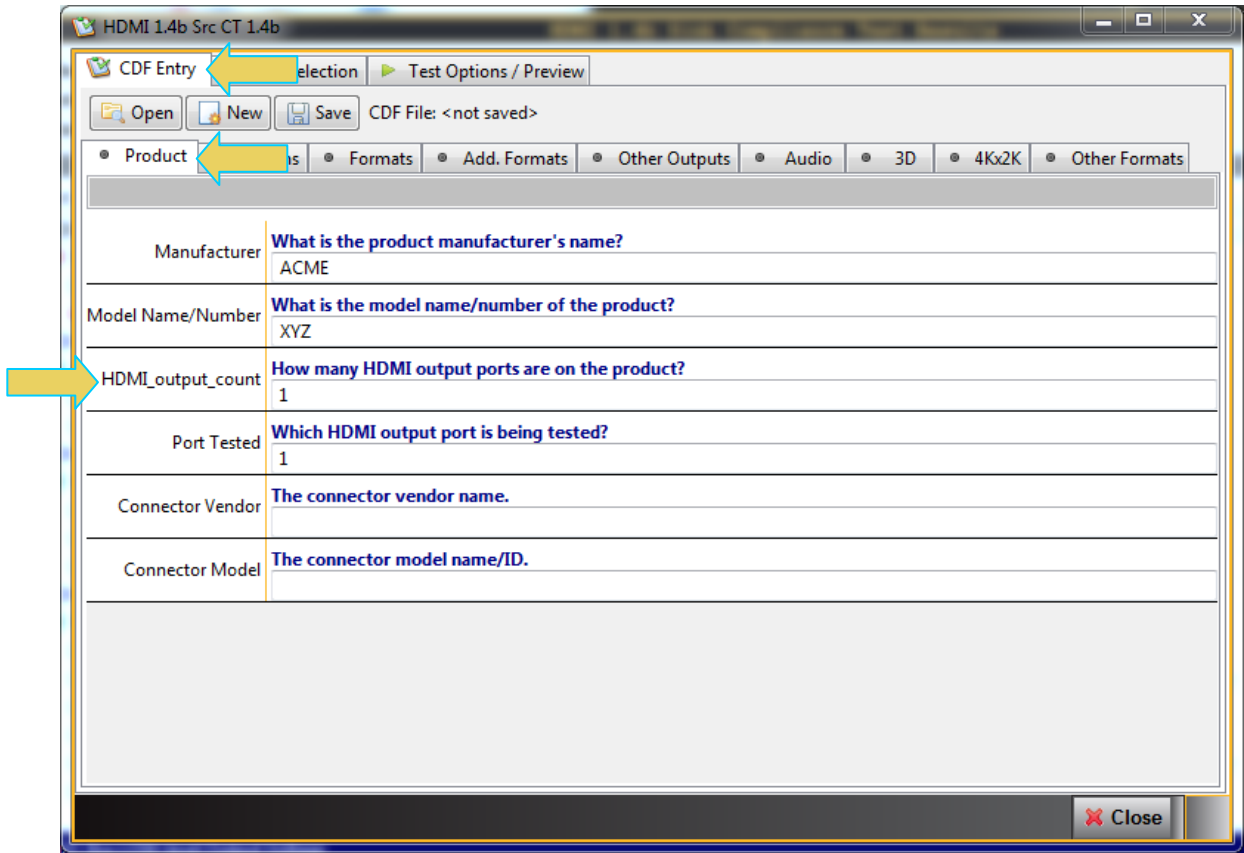 HDMI 1.4b Src CT 1.4b
CDF Entry
election
Test Options / Preview
Open New Save CDF File: <not saved>
Product
ns
Formats
Add. Formats
Other Outputs
Audio
3D
4Kx2K
Other Formats
Manufacturer
What is the product manufacturer's name?
ACME
Model Name/Number
What is the model name/number of the product?
XYZ
HDMI_output_count
How many HDMI output ports are on the product?
1
Port Tested
Which HDMI output port is being tested?
1
Connector Vendor
The connector vendor name.
Connector Model
The connector model name/ID.
Close